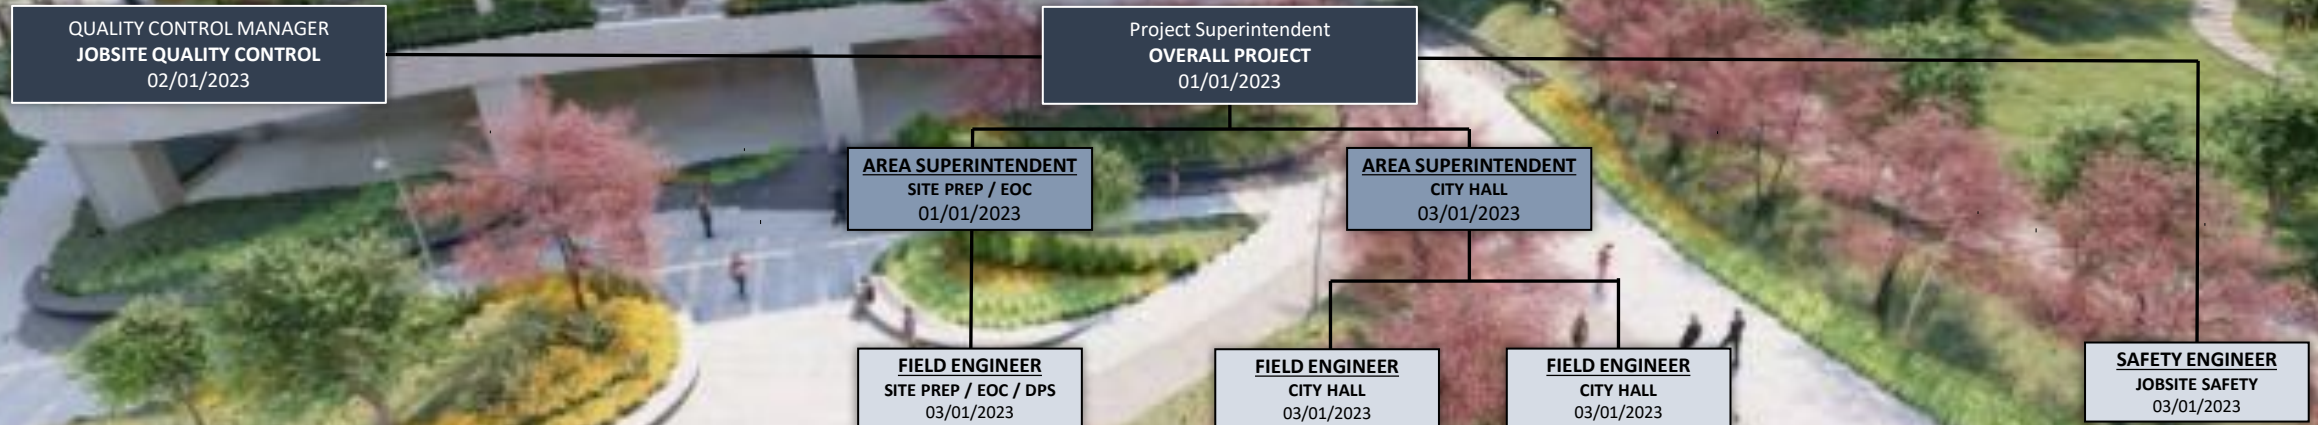 QUALITY CONTROL MANAGER
JOBSITE QUALITY CONTROL
02/01/2023
Project Superintendent
OVERALL PROJECT
01/01/2023
AREA SUPERINTENDENT
SITE PREP / EOC
01/01/2023
AREA SUPERINTENDENT
CITY HALL
03/01/2023
FIELD ENGINEER
SITE PREP / EOC / DPS
03/01/2023
FIELD ENGINEER
CITY HALL
03/01/2023
FIELD ENGINEER
CITY HALL
03/01/2023
SAFETY ENGINEER
JOBSITE SAFETY
03/01/2023